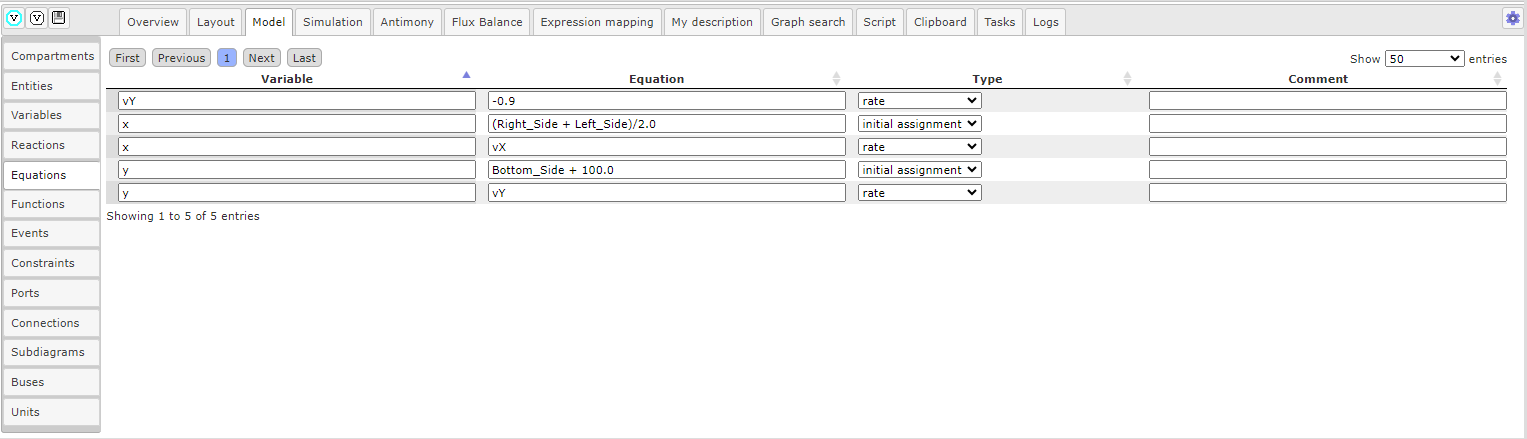 Overview Layout Model Simulation Antimony Flux Balance Expression mapping My description Graph search Script Clipboard Tasks Logs
Compartments
Entities
Variables
Reactions
Equations
Functions
Events
Constraints
Ports
Connections
Subdiagrams
Buses
Units
First Previous 1 Next Last
Show 50 entries
Variable Equation Type Comment
vY -0.9 rate
x (Right_Side + Left_Side)/2.0 initial assignment
x vX rate
y Bottom_Side + 100.0 initial assignment
y vY rate
Showing 1 to 5 of 5 entries